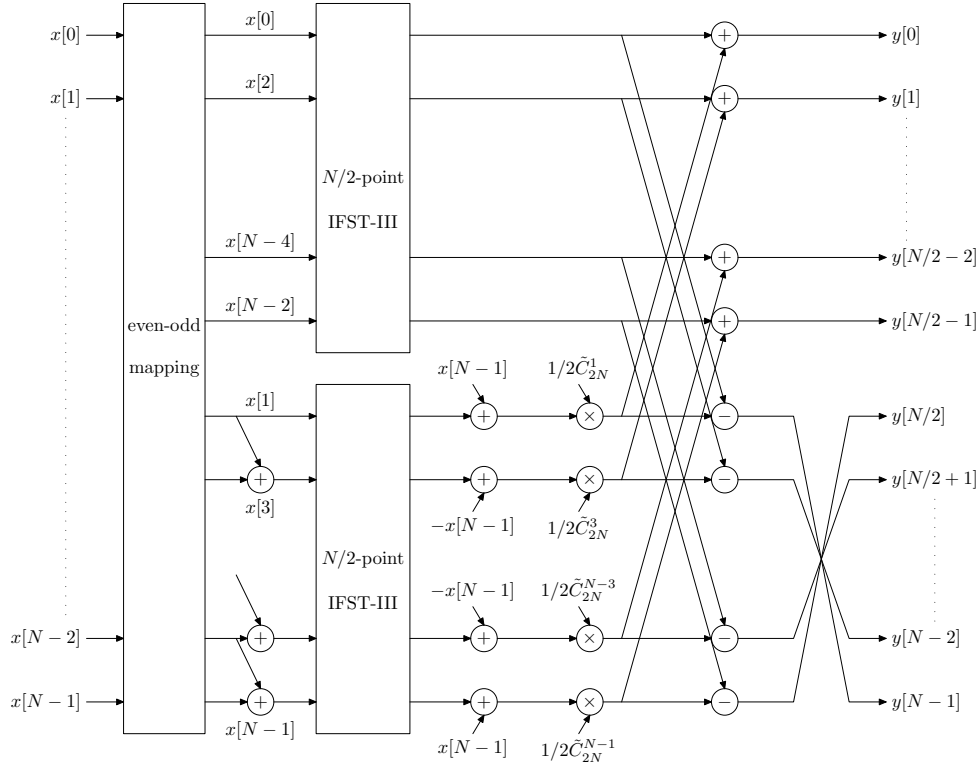 x[0]
x[0]
+
y[0]
x[1]
x[2]
+
y[1]
N/2-point
IFST-III
x[N − 4]
+
y[N/2 − 2]
x[N − 2]
+
y[N/2 − 1]
even-odd
mapping
x[N − 1]
1/2C̃^1_{2N}
x[1]
+
×
−
y[N/2]
+
+
×
−
y[N/2 + 1]
x[3]
−x[N − 1]
1/2C̃^3_{2N}
N/2-point
IFST-III
−x[N − 1]
1/2C̃^{N−3}_{2N}
x[N − 2]
+
+
×
−
y[N − 2]
x[N − 1]
+
+
×
−
y[N − 1]
x[N − 1]
x[N − 1]
1/2C̃^{N−1}_{2N}